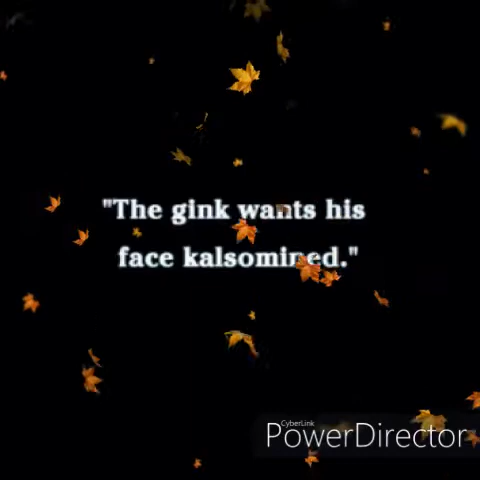 "The gink wants his
face kalsomined."
CyberLink
PowerDirector